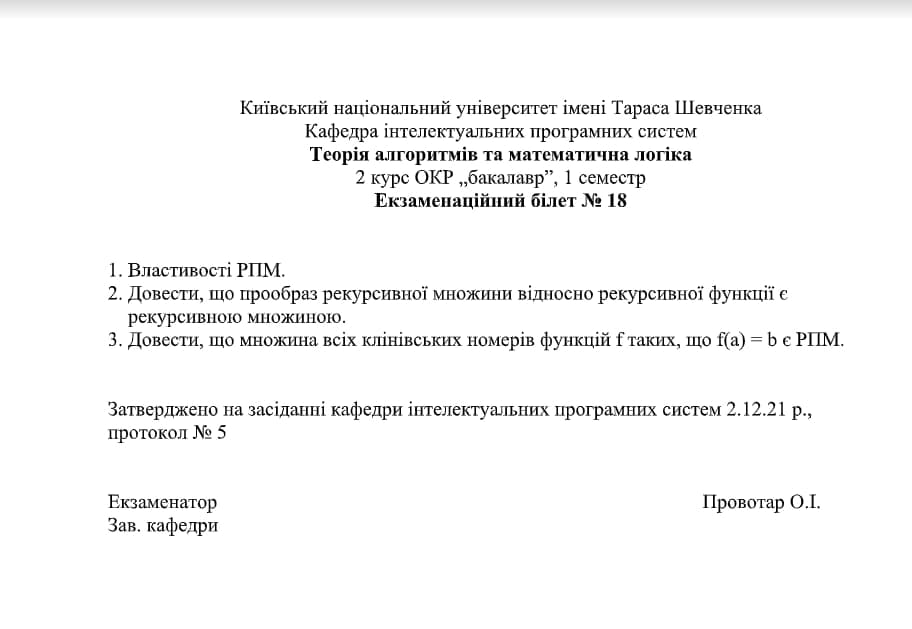 Київський національний університет імені Тараса Шевченка
Кафедра інтелектуальних програмних систем
Теорія алгоритмів та математична логіка
2 курс ОКР „бакалавр”, 1 семестр
Екзаменаційний білет № 18
1. Властивості РПМ.
2. Довести, що прообраз рекурсивної множини відносно рекурсивної функції є
рекурсивною множиною.
3. Довести, що множина всіх клінівських номерів функцій f таких, що f(a) = b є РПМ.
Затверджено на засіданні кафедри інтелектуальних програмних систем 2.12.21 р.,
протокол № 5
Екзаменатор Провотар О.І.
Зав. кафедри